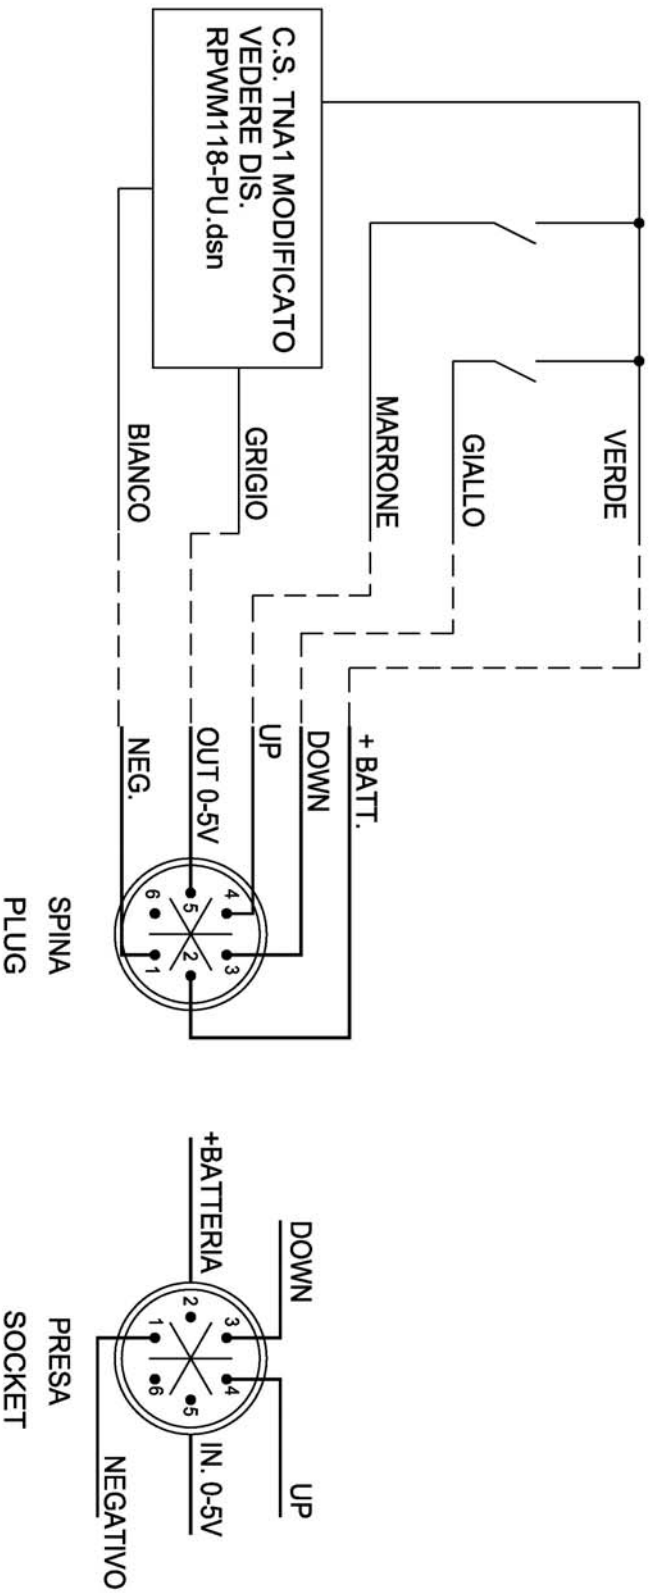 C.S. TNA1 MODIFICATO
VEDERE DIS.
RPWM118-PU.dsn
VERDE
GIALLO
MARRONE
GRIGIO
BIANCO
+ BATT.
DOWN
UP
OUT 0-5V
NEG.
4
3
5
2
6
1
SPINA
PLUG
DOWN
UP
+BATTERIA
IN. 0-5V
NEGATIVO
3
4
2
5
1
6
PRESA
SOCKET